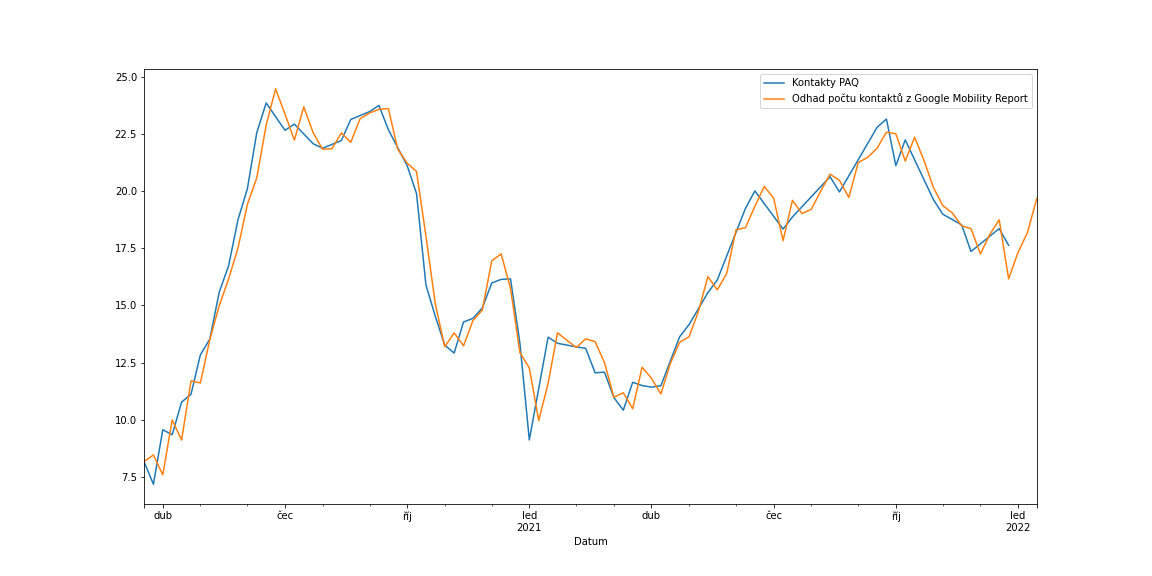 25.0
22.5
20.0
17.5
15.0
12.5
10.0
7.5
Kontakty PAQ
Odhad počtu kontaktů z Google Mobility Report
dub
čec
říj
led
2021
dub
čec
říj
led
2022
Datum